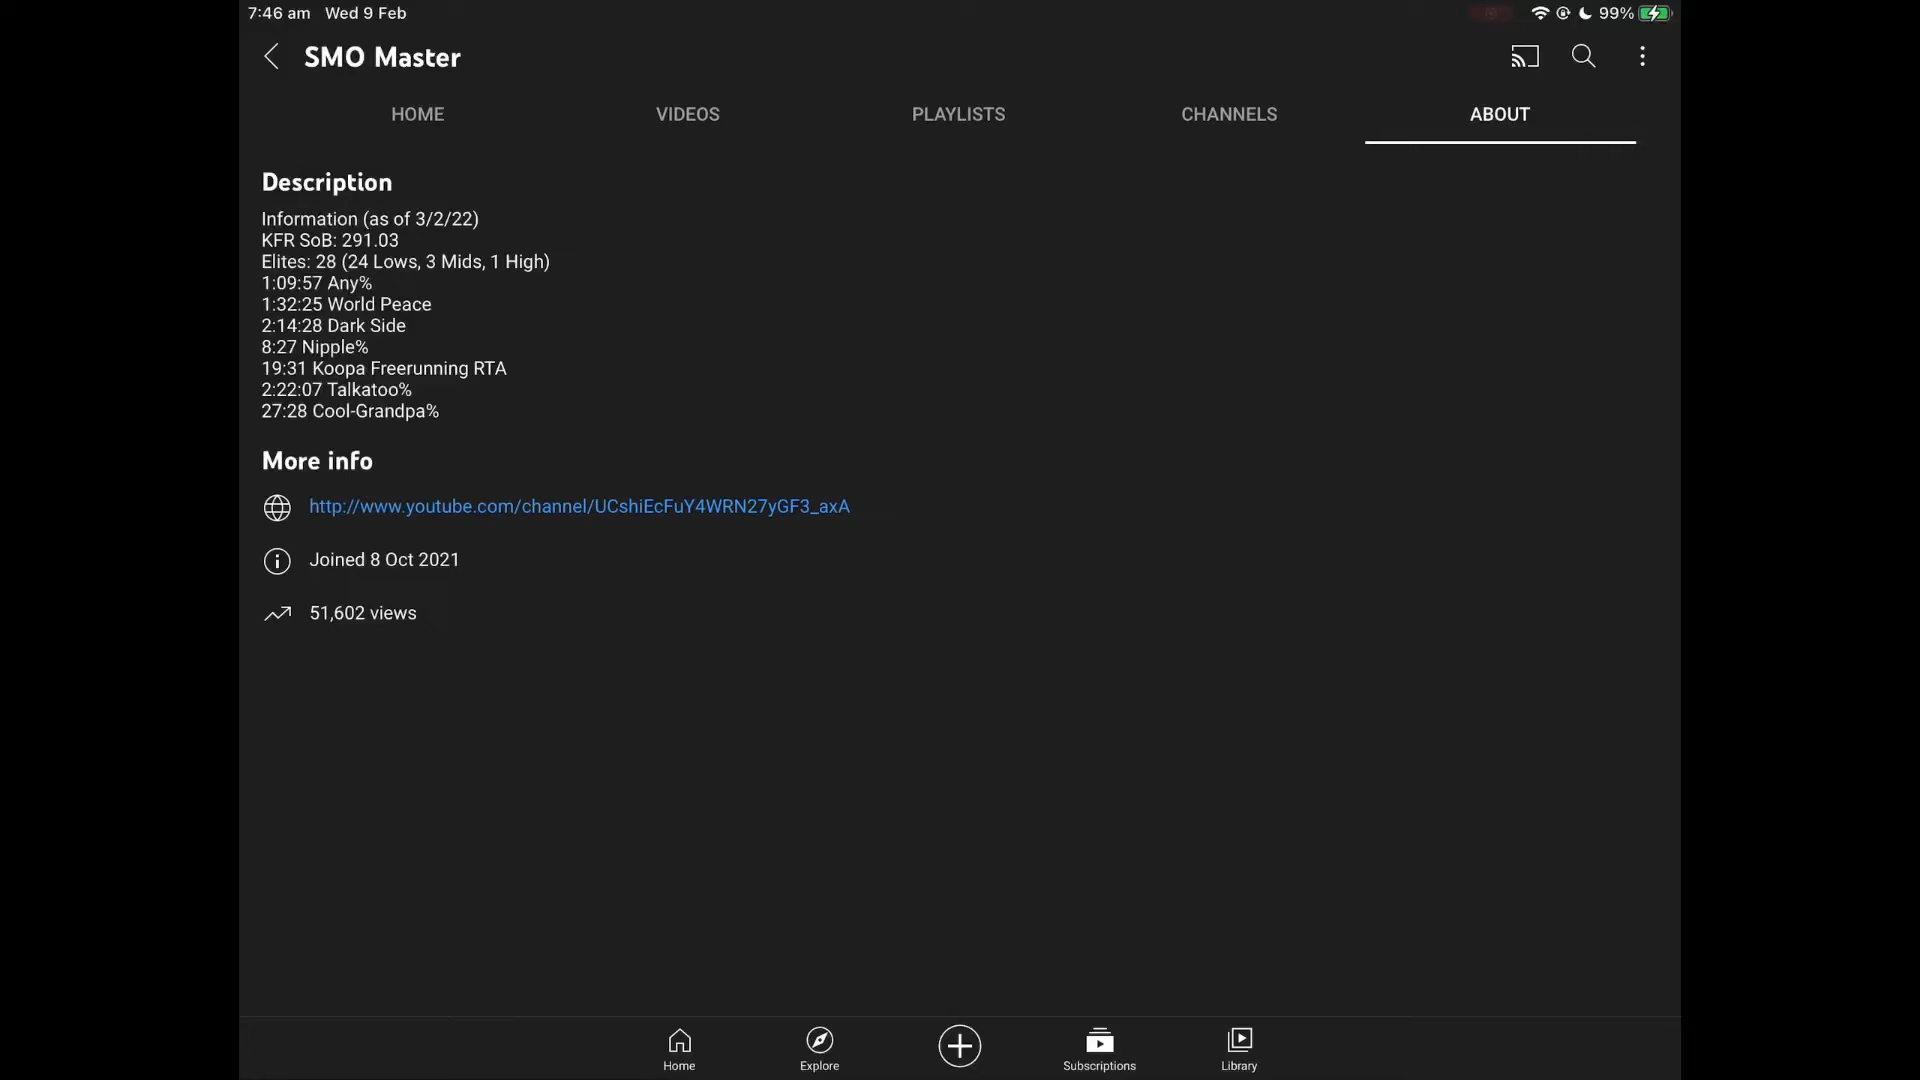 7:46 am Wed 9 Feb 99%
SMO Master
HOME VIDEOS PLAYLISTS CHANNELS ABOUT
Description
Information (as of 3/2/22)
KFR SoB: 291.03
Elites: 28 (24 Lows, 3 Mids, 1 High)
1:09:57 Any%
1:32:25 World Peace
2:14:28 Dark Side
8:27 Nipple%
19:31 Koopa Freerunning RTA
2:22:07 Talkatoo%
27:28 Cool-Grandpa%
More info
http://www.youtube.com/channel/UCshiEcFuY4WRN27yGF3_axA
Joined 8 Oct 2021
51,602 views
Home Explore Subscriptions Library